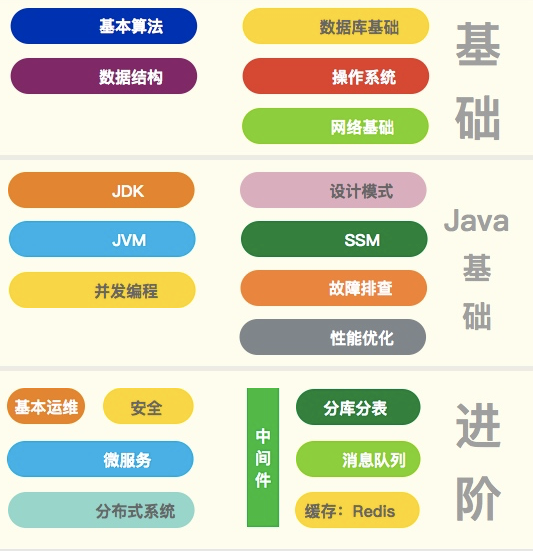 基本算法
数据结构
数据库基础
操作系统
网络基础
基础
JDK
JVM
并发编程
设计模式
SSM
故障排查
性能优化
Java
基础
基本运维
安全
微服务
分布式系统
中间件
分库分表
消息队列
缓存：Redis
进阶